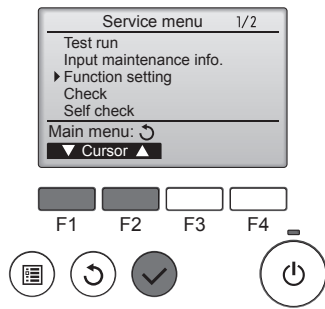 Service menu 1/2
Test run
Input maintenance info.
Function setting
Check
Self check
Main menu:
Cursor
F1 F2 F3 F4